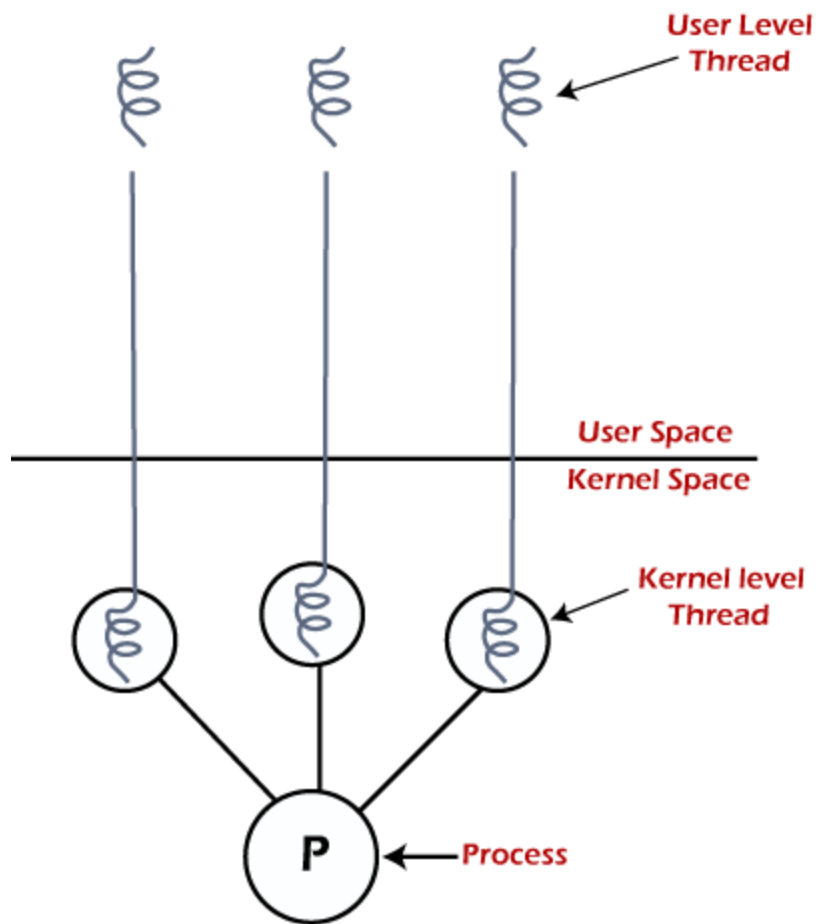 User Level
Thread
User Space
Kernel Space
Kernel level
Thread
P
Process